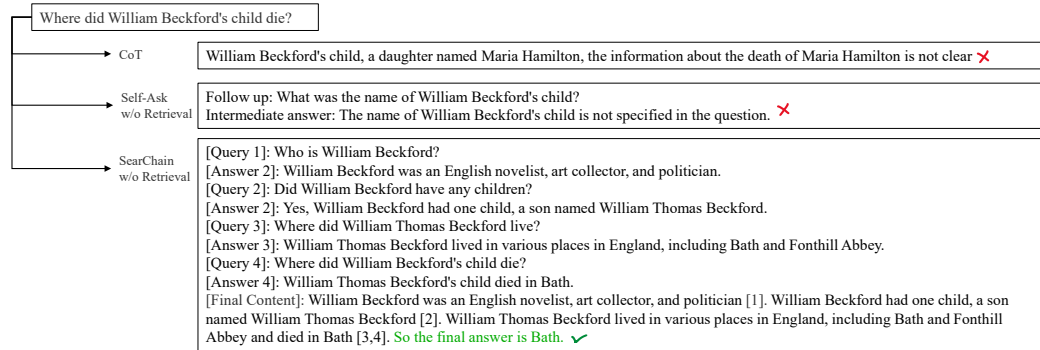 Where did William Beckford's child die?
CoT
William Beckford's child, a daughter named Maria Hamilton, the information about the death of Maria Hamilton is not clear
Self-Ask
w/o Retrieval
Follow up: What was the name of William Beckford's child?
Intermediate answer: The name of William Beckford's child is not specified in the question.
SearChain
w/o Retrieval
[Query 1]: Who is William Beckford?
[Answer 2]: William Beckford was an English novelist, art collector, and politician.
[Query 2]: Did William Beckford have any children?
[Answer 2]: Yes, William Beckford had one child, a son named William Thomas Beckford.
[Query 3]: Where did William Thomas Beckford live?
[Answer 3]: William Thomas Beckford lived in various places in England, including Bath and Fonthill Abbey.
[Query 4]: Where did William Beckford's child die?
[Answer 4]: William Thomas Beckford's child died in Bath.
[Final Content]: William Beckford was an English novelist, art collector, and politician [1]. William Beckford had one child, a son
named William Thomas Beckford [2]. William Thomas Beckford lived in various places in England, including Bath and Fonthill
Abbey and died in Bath [3,4]. So the final answer is Bath.